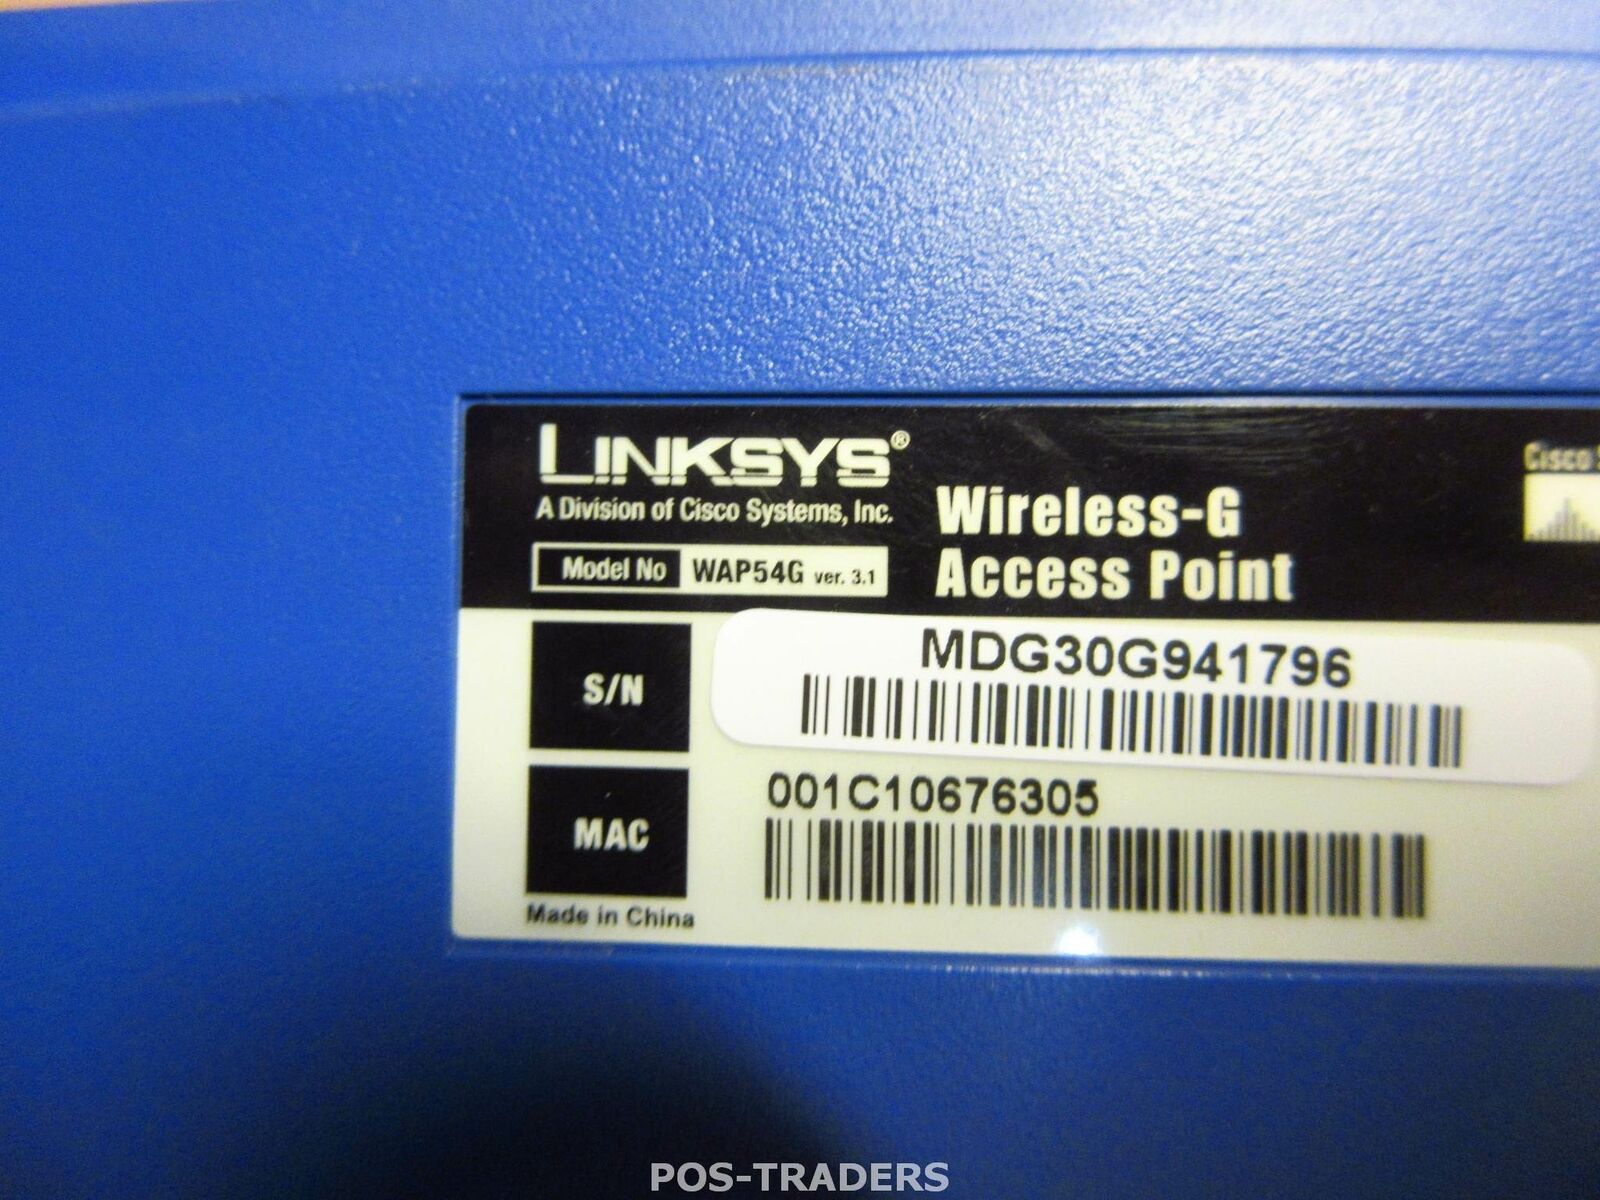 LINKSYS®
A Division of Cisco Systems, Inc.
Model No WAP54G ver. 3.1
Wireless-G
Access Point
Cisco
S/N
MDG30G941796
MAC
001C10676305
Made in China
POS-TRADERS